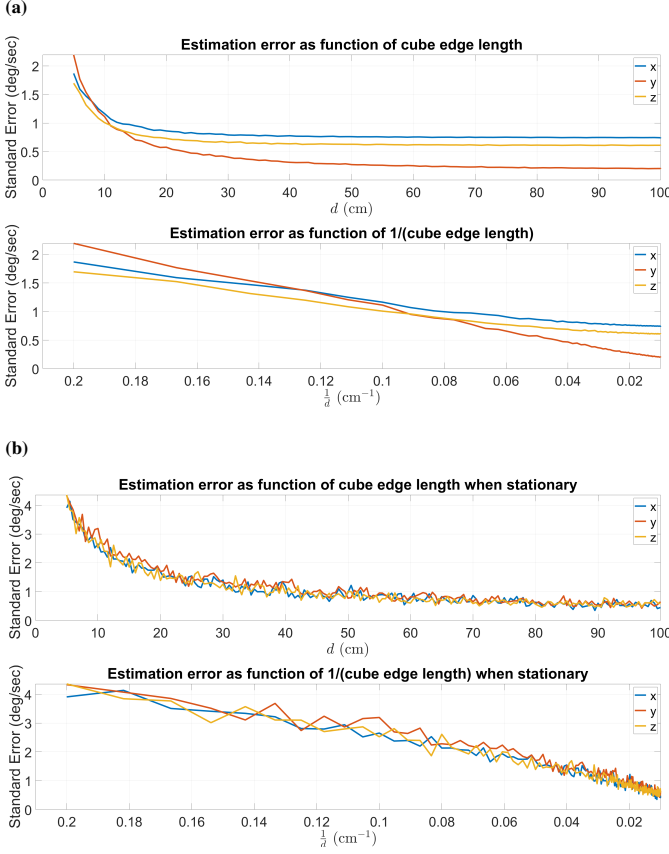 (a)
Estimation error as function of cube edge length
Standard Error (deg/sec)
2
1.5
1
0.5
0
x
y
z
0 10 20 30 40 50 60 70 80 90 100
d (cm)
Estimation error as function of 1/(cube edge length)
Standard Error (deg/sec)
2
1.5
1
0.5
0
x
y
z
0.2 0.18 0.16 0.14 0.12 0.1 0.08 0.06 0.04 0.02
1/d (cm⁻¹)
(b)
Estimation error as function of cube edge length when stationary
Standard Error (deg/sec)
4
3
2
1
0
x
y
z
0 10 20 30 40 50 60 70 80 90 100
d (cm)
Estimation error as function of 1/(cube edge length) when stationary
Standard Error (deg/sec)
4
3
2
1
0
x
y
z
0.2 0.18 0.16 0.14 0.12 0.1 0.08 0.06 0.04 0.02
1/d (cm⁻¹)